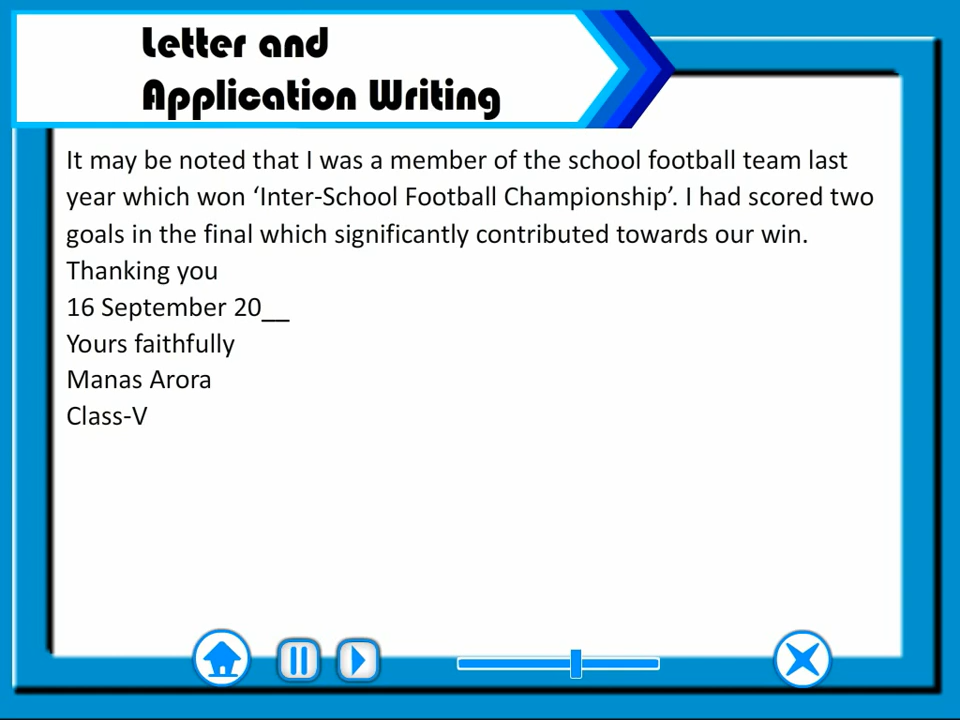 Letter and
Application Writing
It may be noted that I was a member of the school football team last
year which won ‘Inter-School Football Championship’. I had scored two
goals in the final which significantly contributed towards our win.
Thanking you
16 September 20__
Yours faithfully
Manas Arora
Class-V